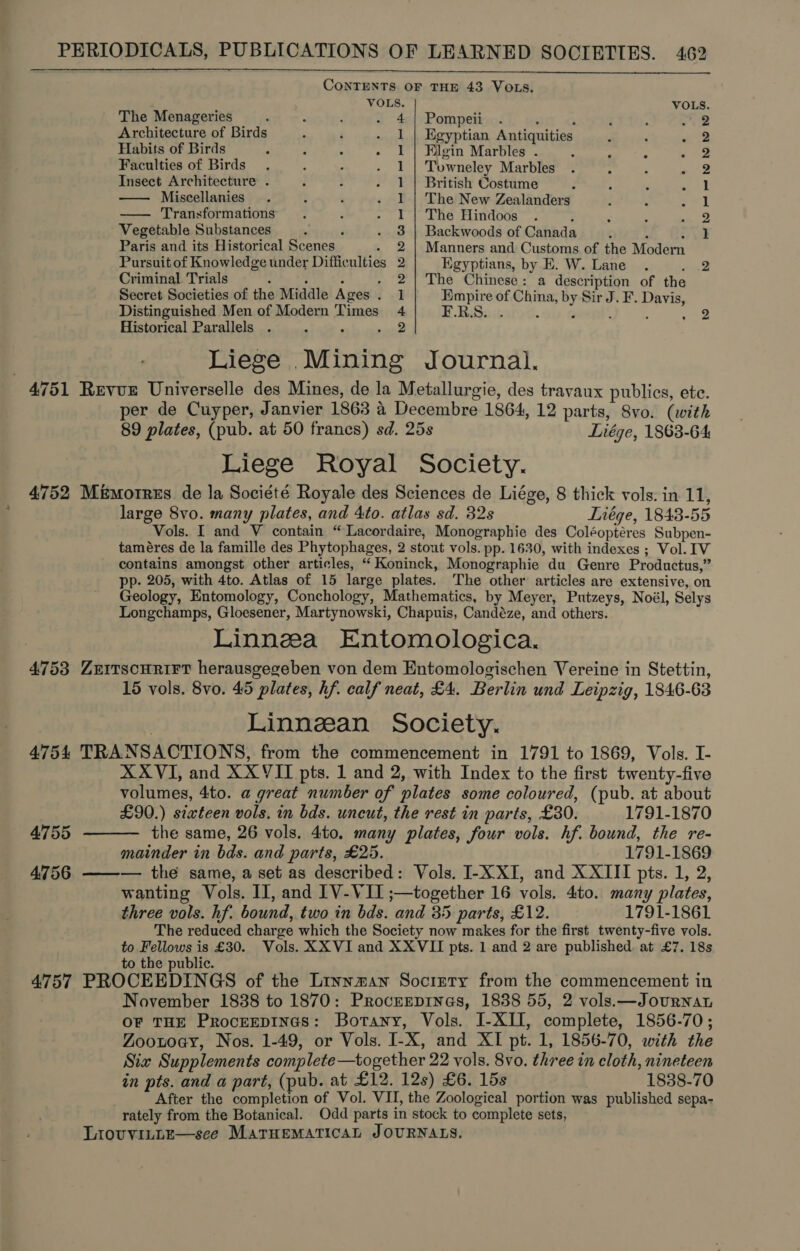 PERIODICALS, PUBLICATIONS OF LEARNED SOCIETIES. 462
CONTENTS OF THE 43 VOLS.
VOLS.
The Menageries . . . . 4
Architecture of Birds . . . 1
Habits of Birds . . . . 1
Faculties of Birds . . . . 1
Insect Architecture . . . . 1
—— Miscellanies . . . . 1
—— Transformations . . . 1
Vegetable Substances . . . 3
Paris and its Historical Scenes . 2
Pursuit of Knowledge under Difficulties 2
Criminal Trials . . . . 2
Secret Societies of the Middle Ages . 1
Distinguished Men of Modern Times 4
Historical Parallels . . . . 2
VOLS.
Pompeii . . . . . . 2
Egyptian Antiquities . . . 2
Elgin Marbles . . . . . 2
Towneley Marbles . . . . 2
British Costume . . . . 1
The New Zealanders . . . 1
The Hindoos . . . . . 2
Backwoods of Canada . . . 1
Manners and Customs of the Modern
Egyptians, by E. W. Lane . . 2
The Chinese: a description of the
Empire of China, by Sir J. F. Davis,
F.R.S. . . . . . . 2
Liege Mining Journal.
4751 REVUE Universelle des Mines, de la Metallurgie, des travaux publics, etc.
per de Cuyper, Janvier 1863 à Decembre 1864, 12 parts, 8vo. (with
89 plates, (pub. at 50 francs) sd. 25s Liége, 1863-64
Liege Royal Society.
4752 MÉMOIRES de la Société Royale des Sciences de Liége, 8 thick vols. in 11,
large 8vo. many plates and 4to. atlas sd. 32s Liége, 1843-55
Vols. I and V contain “Lacordaire, Monographie des Coléoptères Subpen-
tamères de la famille des Phytophages, 2 stout vols. pp. 1630, with indexes; Vol. IV
contains amongst other articles, “Koninck, Monographie du Genre Productus,”
pp. 205, with 4to. Atlas of 15 large plates. The other articles are extensive, on
Geology, Entomology, Conchology, Mathematics, by Meyer, Putzeys, Noél, Selys
Longchamps, Gloesener, Martynowski, Chapuis, Candèze, and others.
Linnæa Entomologica.
4753 ZEITSCHRIFT herausgegeben von dem Entomologischen Vereine in Stettin,
15 vols. 8vo. 45 plates, hf. calf neat, £4. Berlin und Leipzig, 1846-63
Linnæan Society.
4754 TRANSACTIONS, from the commencement in 1791 to 1869, Vols. I-
XXVI, and XXVII pts. 1 and 2, with Index to the first twenty-five
volumes, 4to. a great number of plates some coloured, (pub. at about
£90.) sixteen vols. in bds. uncut, the rest in parts, £30. 1791-1870
4755 ——— the same, 26 vols. 4to. many plates, four vols. hf. bound, the re-
mainder in bds. and parts, £25. 1791-1869
4756 ——— the same, a set as described: Vols. I-XXI, and XXIII pts. 1, 2,
wanting Vols. II, and IV-VII;—together 16 vols. 4to. many plates,
three vols. hf. bound, two in bds. and 35 parts, £12. 1791-1861
The reduced charge which the Society now makes for the first twenty-five vols.
to Fellows is £30. Vols. XXVI and XXVII pts. 1 and 2 are published at £7. 18s
to the public.
4757 PROCEEDINGS of the LINNÆAN SOCIETY from the commencement in
November 1838 to 1870: PROCEEDINGS, 1838 55, 2 vols.—JOURNAL
OF THE PROCEEDINGS: BOTANY, Vols. I-XII, complete, 1856-70;
ZOOLOGY, Nos. 1-49, or Vols. I-X, and XI pt. 1, 1856-70, with the
Six Supplements complete—together 22 vols. 8vo. three in cloth, nineteen
in pts. and a part, (pub. at £12. 12s) £6. 15s 1838-70
After the completion of Vol. VII, the Zoological portion was published sepa-
rately from the Botanical. Odd parts in stock to complete sets,
LIOUVILLE—see MATHEMATICAL JOURNALS.